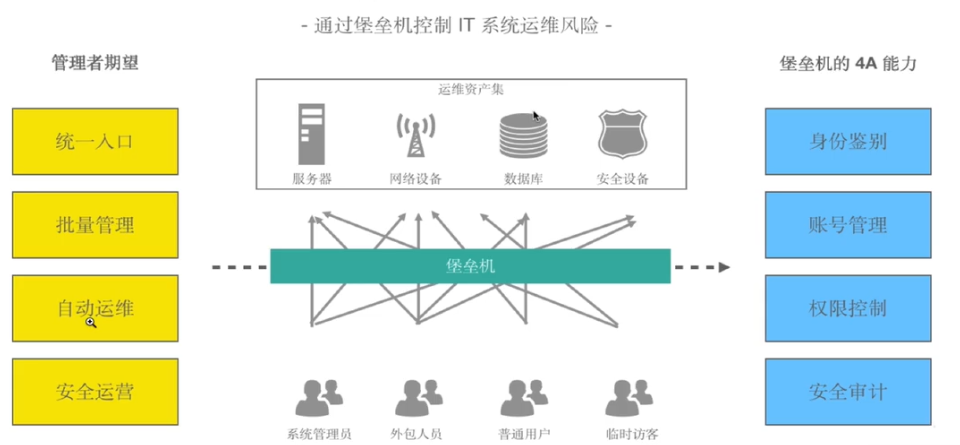 - 通过堡垒机控制 IT 系统运维风险 -
管理者期望
统一入口
批量管理
自动运维
安全运营
运维资产集
服务器
网络设备
数据库
安全设备
堡垒机
系统管理员
外包人员
普通用户
临时访客
堡垒机的 4A 能力
身份鉴别
账号管理
权限控制
安全审计